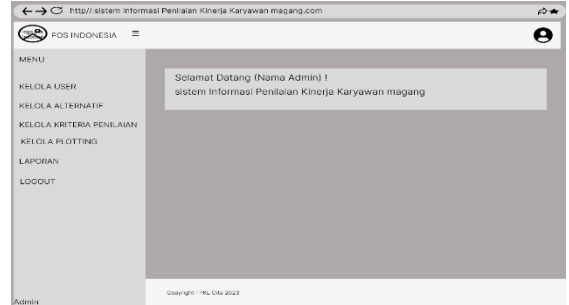 http//:sistem Informasi Penilaian Kinerja Karyawan magang.com
POS INDONESIA
MENU
KELOLA USER
KELOLA ALTERNATIF
KELOLA KRITERIA PENILAIAN
KELOLA PLOTTING
LAPORAN
LOGOUT
Selamat Datang (Nama Admin) !
sistem Informasi Penilaian Kinerja Karyawan magang
Copyright PKL Cita 2023
Admin